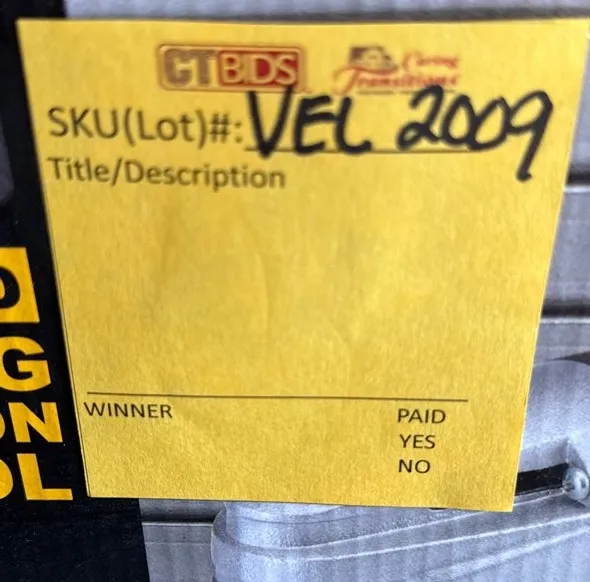 CTBIDS
Caring
Transitions
SKU(Lot)#: VEL 2009
Title/Description
WINNER
PAID
YES
NO
G
ON
OL